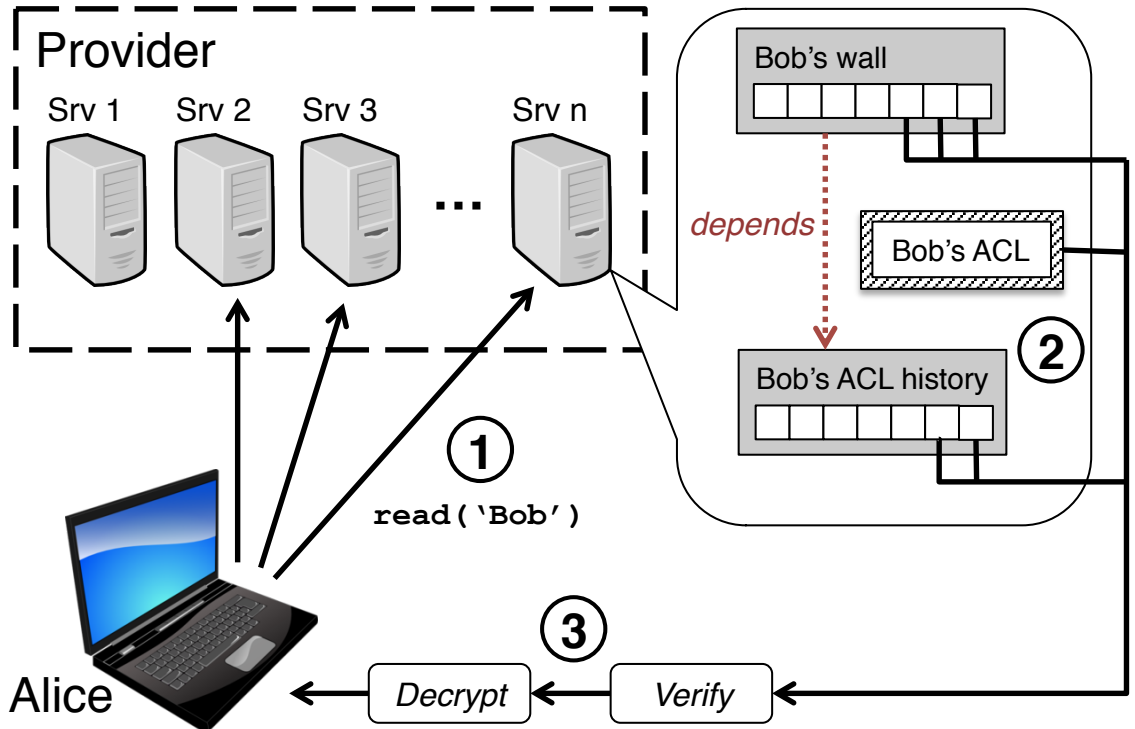 Provider
Srv 1
Srv 2
Srv 3
Srv n
...
Bob's wall
depends
Bob's ACL
2
Bob's ACL history
1
read(‘Bob’)
3
Alice
Decrypt
Verify